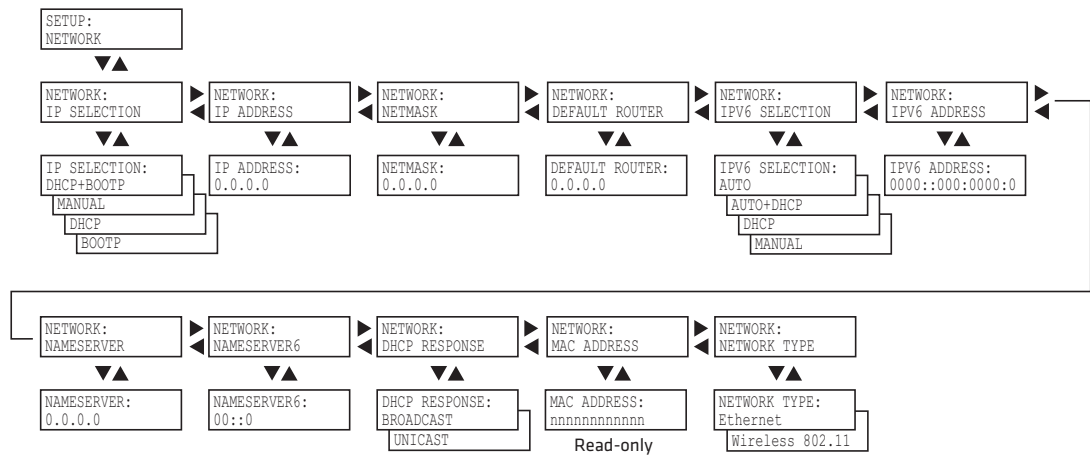 SETUP:
NETWORK
NETWORK:
IP SELECTION
NETWORK:
IP ADDRESS
NETWORK:
NETMASK
NETWORK:
DEFAULT ROUTER
NETWORK:
IPV6 SELECTION
NETWORK:
IPV6 ADDRESS
IP SELECTION:
DHCP+BOOTP
MANUAL
DHCP
BOOTP
IP ADDRESS:
0.0.0.0
NETMASK:
0.0.0.0
DEFAULT ROUTER:
0.0.0.0
IPV6 SELECTION:
AUTO
AUTO+DHCP
DHCP
MANUAL
IPV6 ADDRESS:
0000::000:0000:0
NETWORK:
NAMESERVER
NETWORK:
NAMESERVER6
NETWORK:
DHCP RESPONSE
NETWORK:
MAC ADDRESS
NETWORK:
NETWORK TYPE
NAMESERVER:
0.0.0.0
NAMESERVER6:
00::0
DHCP RESPONSE:
BROADCAST
UNICAST
MAC ADDRESS:
nnnnnnnnnnnn
Read-only
NETWORK TYPE:
Ethernet
Wireless 802.11